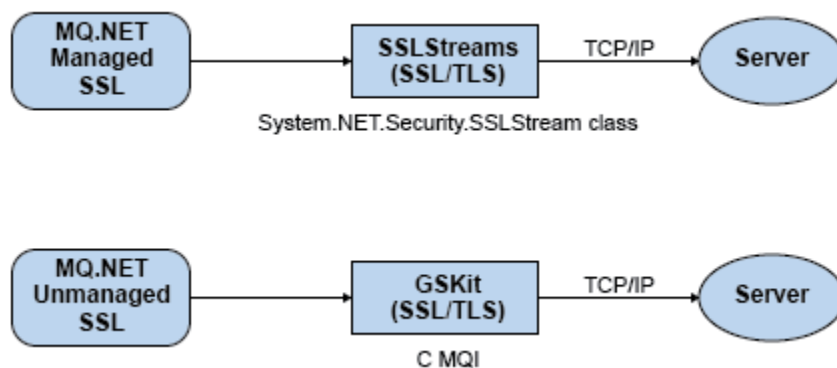 MQ.NET
Managed
SSL
SSLStreams
(SSL/TLS)
TCP/IP
Server
System.NET.Security.SSLStream class
MQ.NET
Unmanaged
SSL
GSKit
(SSL/TLS)
TCP/IP
Server
C MQI